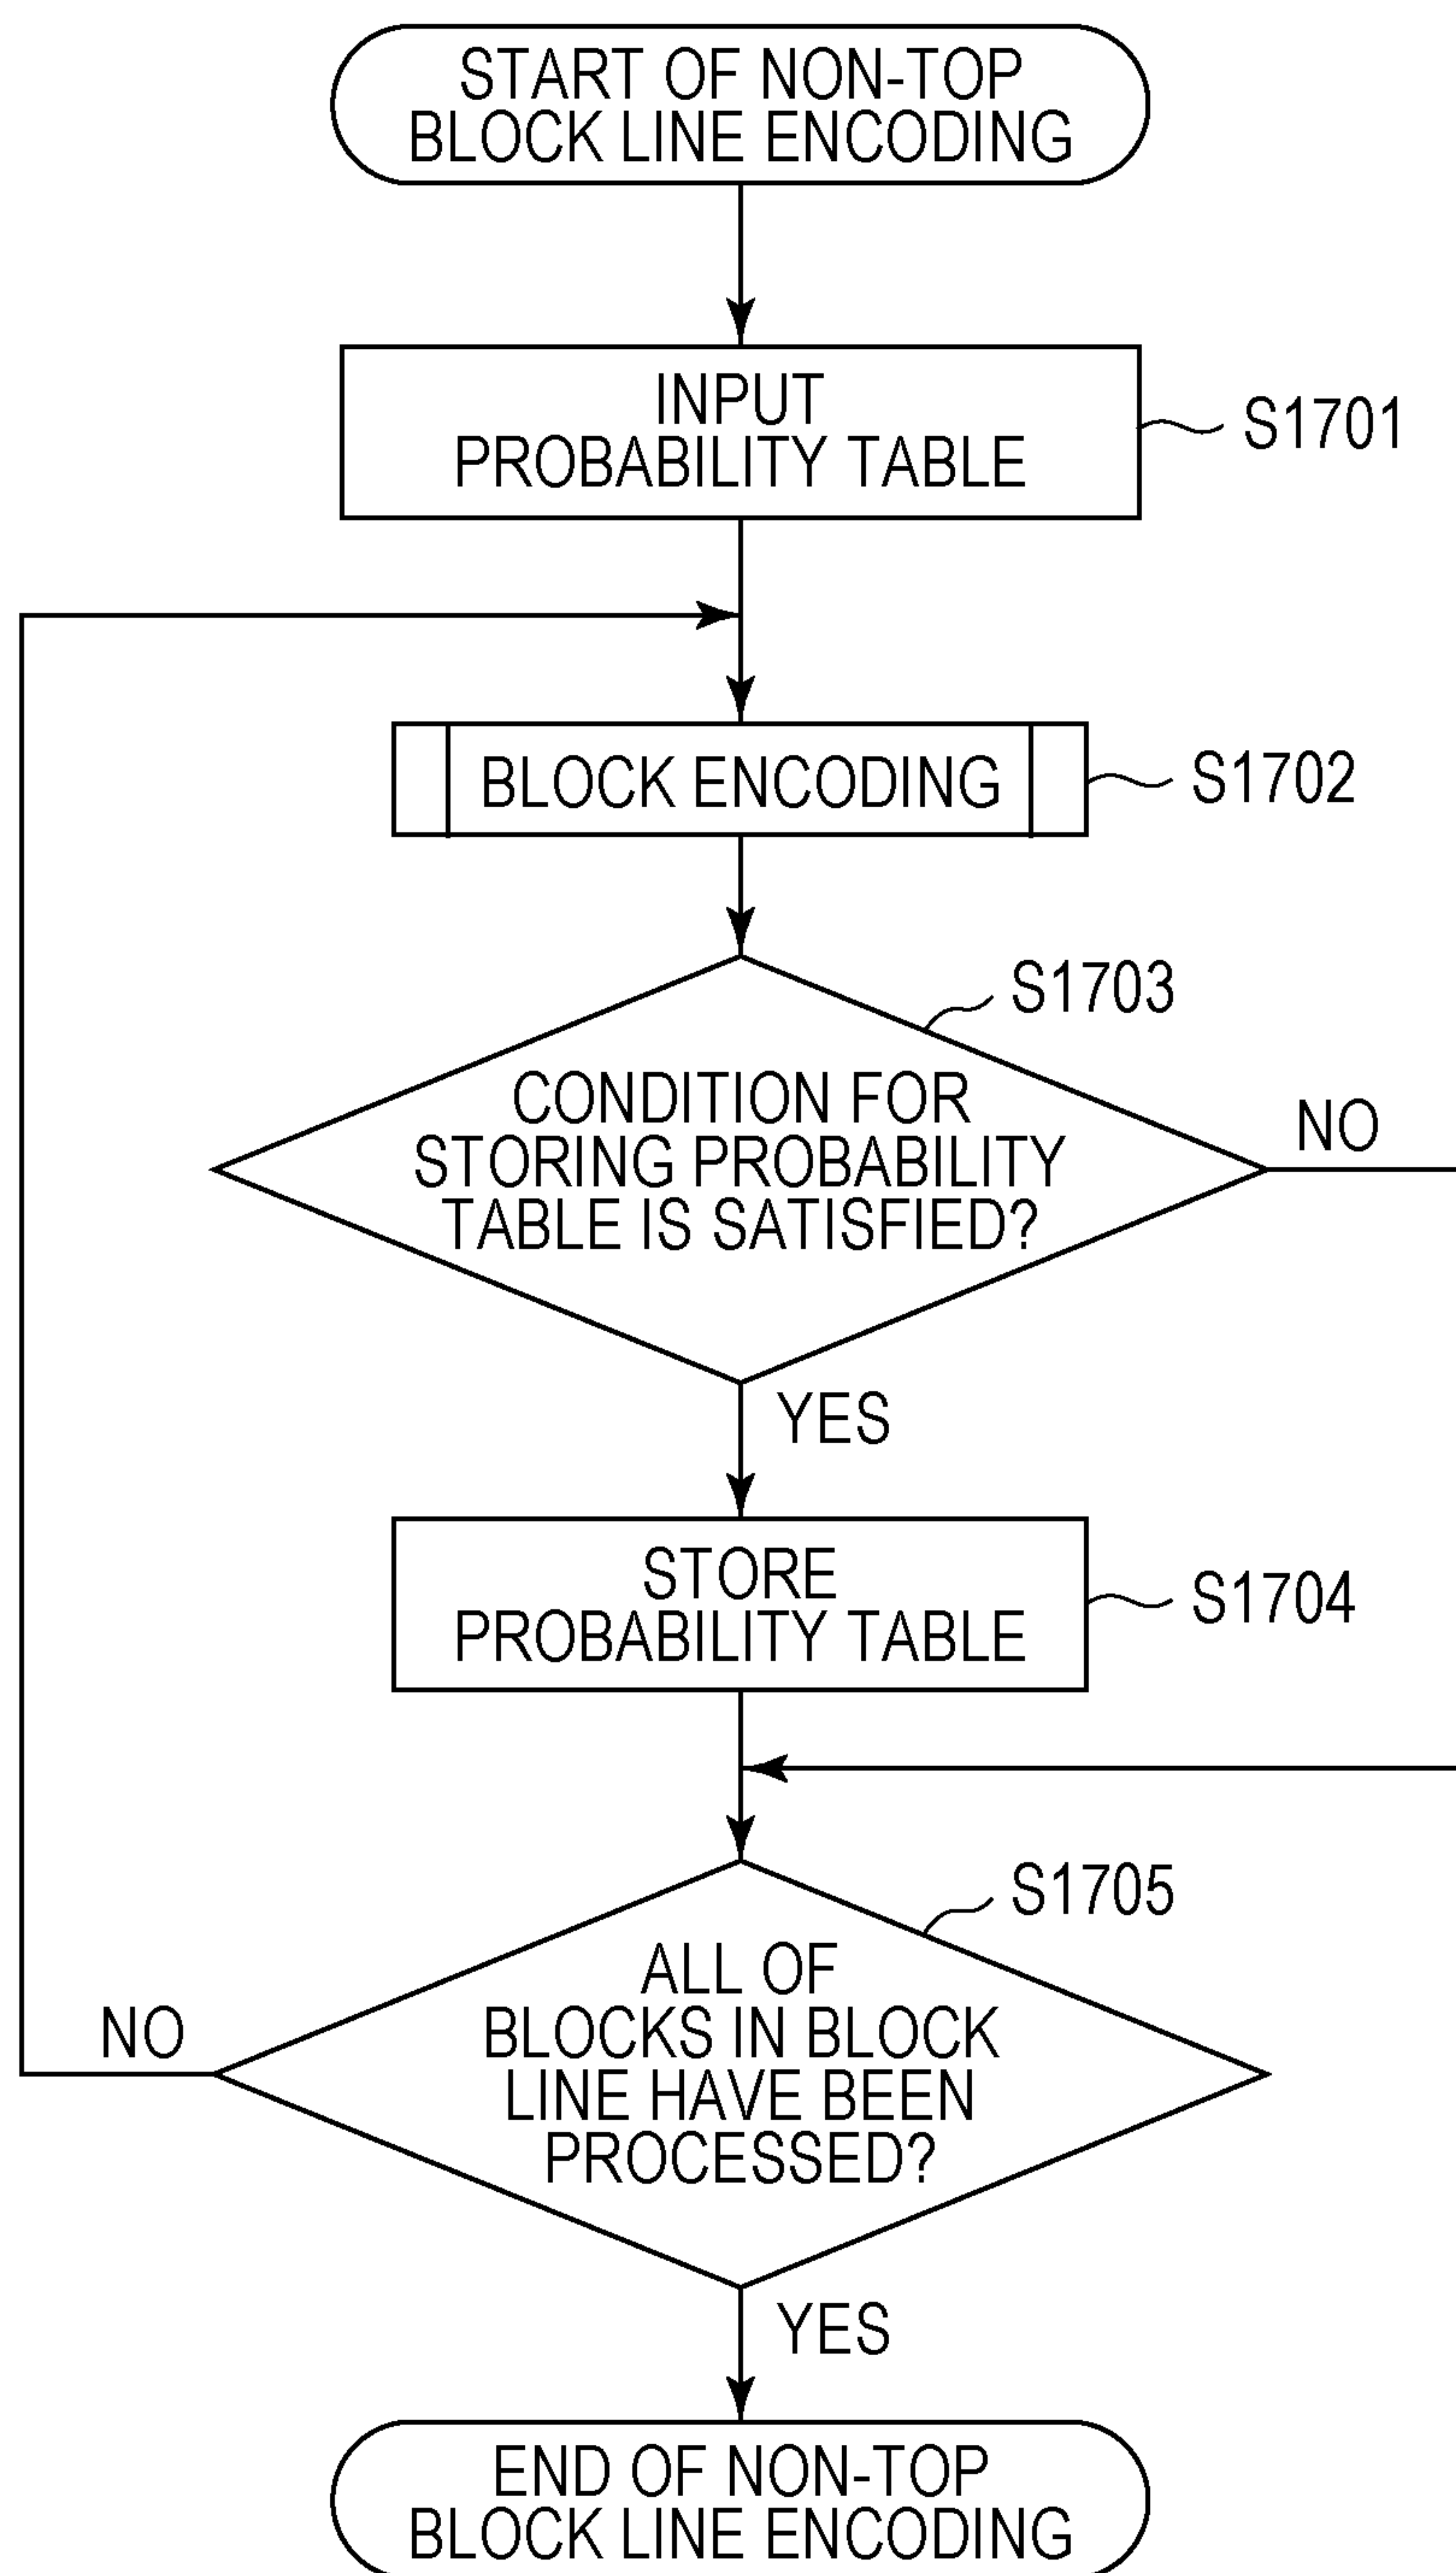 START OF NON-TOP
BLOCK LINE ENCODING
INPUT
PROBABILITY TABLE
S1701
BLOCK ENCODING
S1702
S1703
CONDITION FOR
STORING PROBABILITY
TABLE IS SATISFIED?
NO
YES
STORE
PROBABILITY TABLE
S1704
S1705
ALL OF
BLOCKS IN BLOCK
LINE HAVE BEEN
PROCESSED?
NO
YES
END OF NON-TOP
BLOCK LINE ENCODING